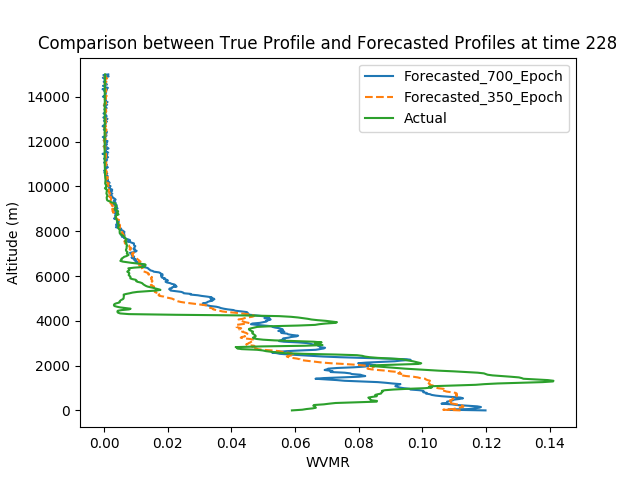 Comparison between True Profile and Forecasted Profiles at time 228
Forecasted_700_Epoch
Forecasted_350_Epoch
Actual
14000
12000
10000
8000
6000
4000
2000
0
Altitude (m)
0.00 0.02 0.04 0.06 0.08 0.10 0.12 0.14
WVMR